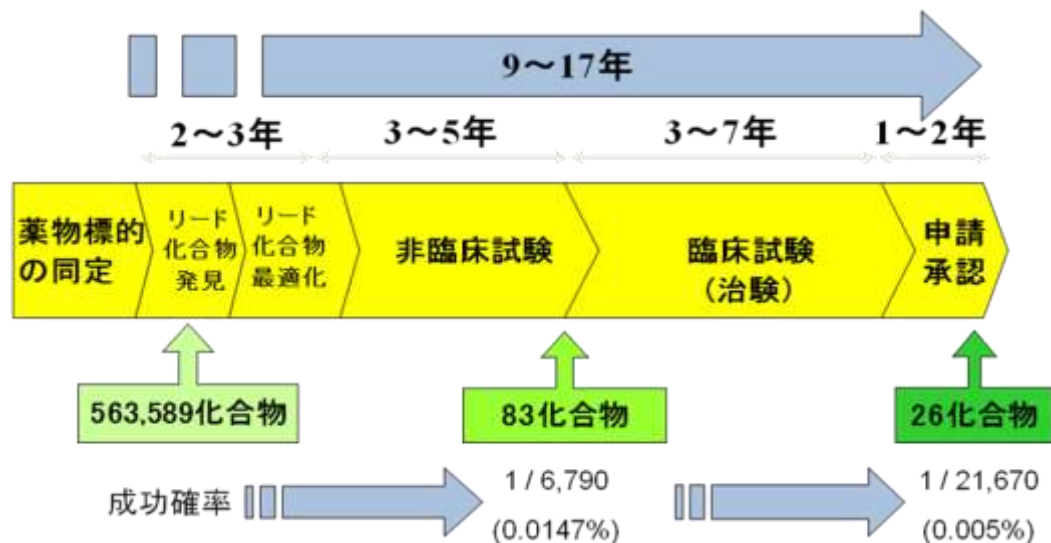 9～17年
2～3年
3～5年
3～7年
1～2年
薬物標的
の同定
リード
化合物
発見
リード
化合物
最適化
非臨床試験
臨床試験
(治験)
申請
承認
563,589化合物
83化合物
26化合物
成功確率
1 / 6,790
(0.0147%)
1 / 21,670
(0.005%)